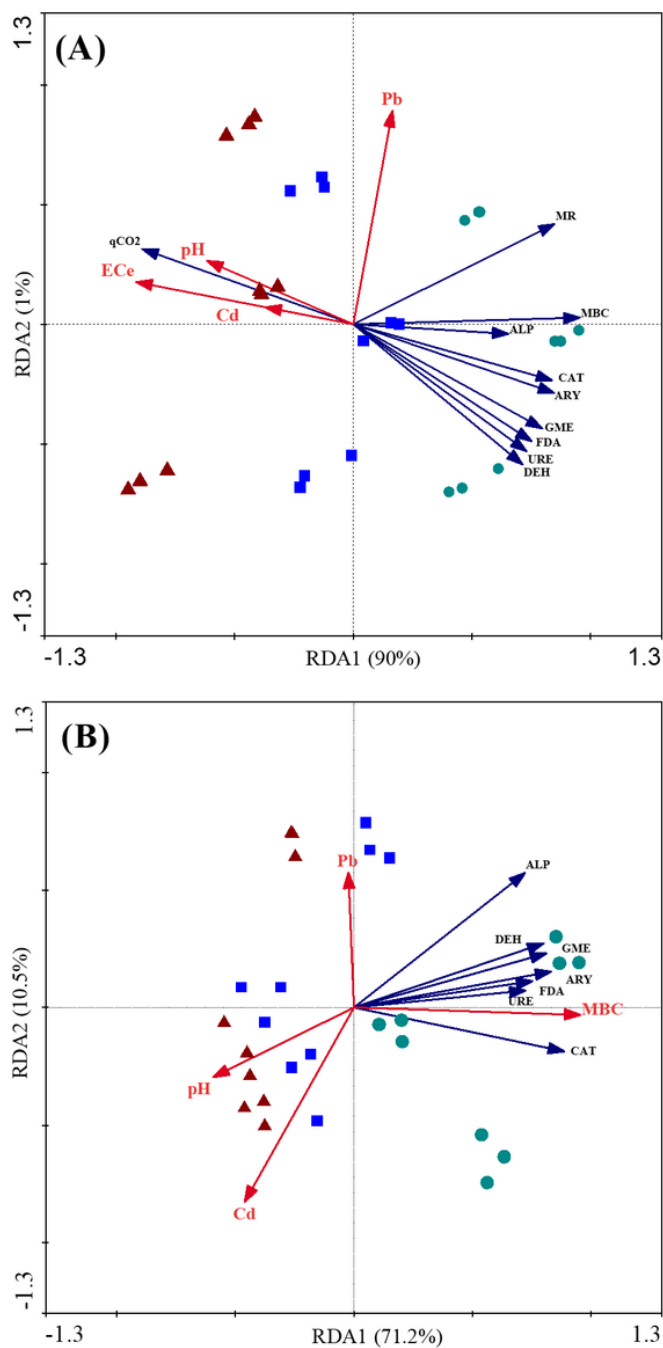 1.3
(A)
Pb
MR
qCO2
pH
ECe
Cd
MBC
ALP
CAT
ARY
GME
FDA
URE
DEH
RDA2 (1%)
-1.3
-1.3
RDA1 (90%)
1.3
1.3
(B)
Pb
ALP
DEH
GME
ARY
FDA
URE
MBC
CAT
pH
Cd
RDA2 (10.5%)
-1.3
-1.3
RDA1 (71.2%)
1.3